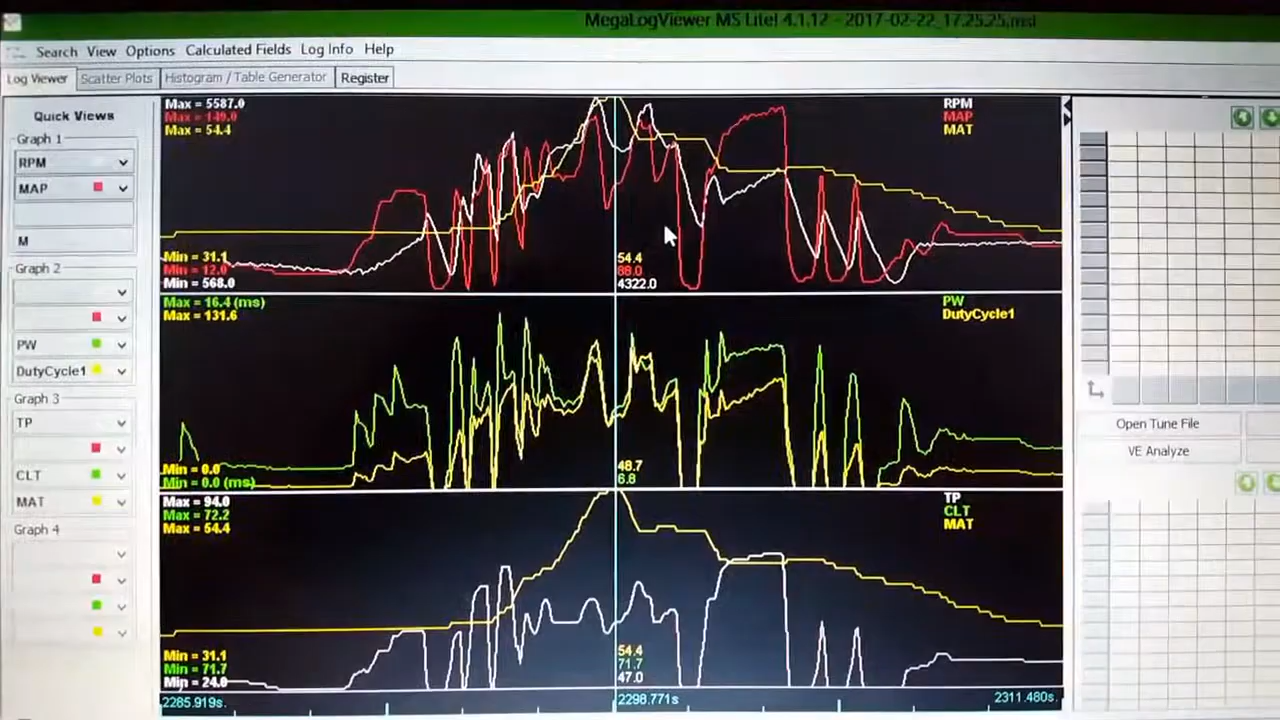 MegaLogViewer MS Lite! 4.1.12 - 2017-02-22_17.25.25.msl
Search View Options Calculated Fields Log Info Help
Log Viewer Scatter Plots Histogram / Table Generator Register
Quick Views
Graph 1
RPM
MAP
M
Graph 2
PW
DutyCycle1
Graph 3
TP
CLT
MAT
Graph 4
Max = 5587.0
Max = 149.0
Max = 54.4
RPM
MAP
MAT
Min = 31.1
Min = 12.0
Min = 568.0
54.4
88.0
4322.0
Max = 16.4 (ms)
Max = 131.6
PW
DutyCycle1
Min = 0.0
Min = 0.0 (ms)
48.7
6.8
Max = 94.0
Max = 72.2
Max = 54.4
TP
CLT
MAT
Min = 31.1
Min = 71.7
Min = 24.0
54.4
71.7
47.0
2285.919s. 2298.771s 2311.480s.
Open Tune File
VE Analyze